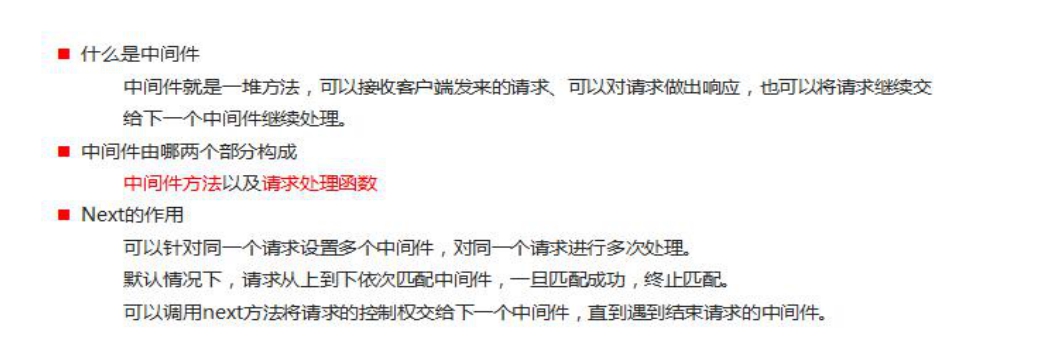 什么是中间件
中间件就是一堆方法，可以接收客户端发来的请求、可以对请求做出响应，也可以将请求继续交
给下一个中间件继续处理。
中间件由哪两个部分构成
中间件方法以及请求处理函数
Next的作用
可以针对同一个请求设置多个中间件，对同一个请求进行多次处理。
默认情况下，请求从上到下依次匹配中间件，一旦匹配成功，终止匹配。
可以调用next方法将请求的控制权交给下一个中间件，直到遇到结束请求的中间件。